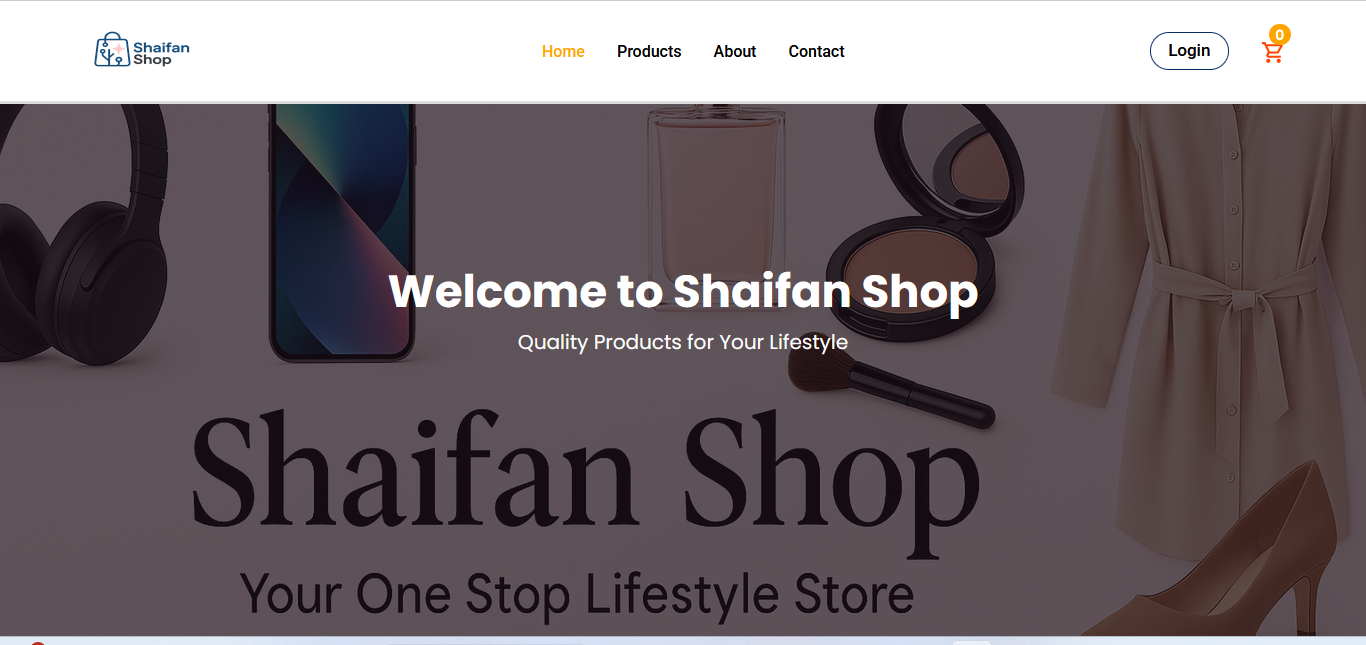 Shaifan
Shop
Home
Products
About
Contact
Login
0
Welcome to Shaifan Shop
Quality Products for Your Lifestyle
Shaifan Shop
Your One Stop Lifestyle Store